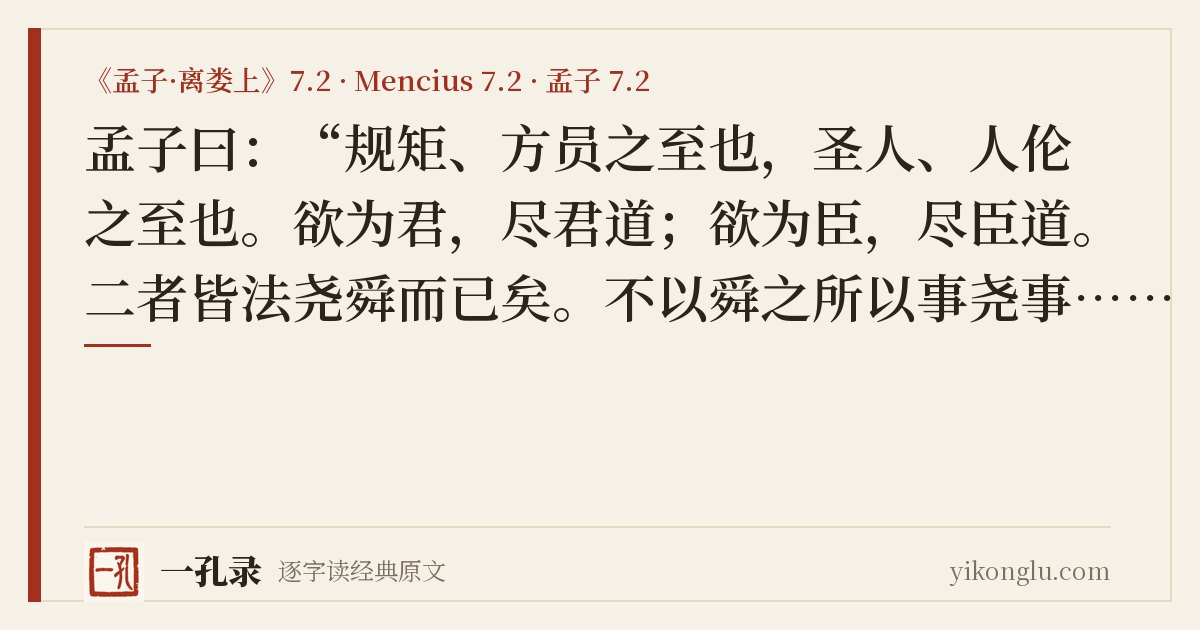 《孟子·离娄上》7.2 · Mencius 7.2 · 孟子 7.2
孟子曰：“规矩、方员之至也，圣人、人伦
之至也。欲为君，尽君道；欲为臣，尽臣道。
二者皆法尧舜而已矣。不以舜之所以事尧事……
一孔
一孔录 逐字读经典原文
yikonglu.com